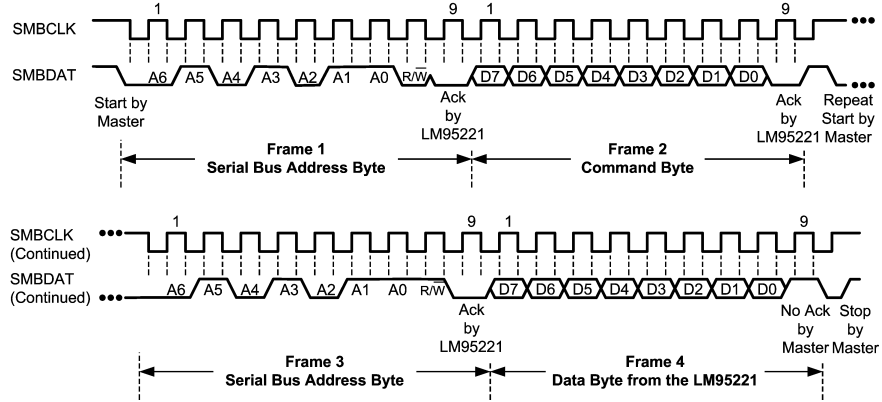 1 9 1 9
SMBCLK
SMBDAT A6 A5 A4 A3 A2 A1 A0 R/W̅ D7 D6 D5 D4 D3 D2 D1 D0
Start by
Master
Ack
by
LM95221
Ack
by
LM95221
Repeat
Start by
Master
Frame 1
Serial Bus Address Byte
Frame 2
Command Byte
1 9 1 9
SMBCLK
(Continued)
SMBDAT
(Continued)
A6 A5 A4 A3 A2 A1 A0 R/W̅ D7 D6 D5 D4 D3 D2 D1 D0
Ack
by
LM95221
No Ack
by
Master
Stop
by
Master
Frame 3
Serial Bus Address Byte
Frame 4
Data Byte from the LM95221